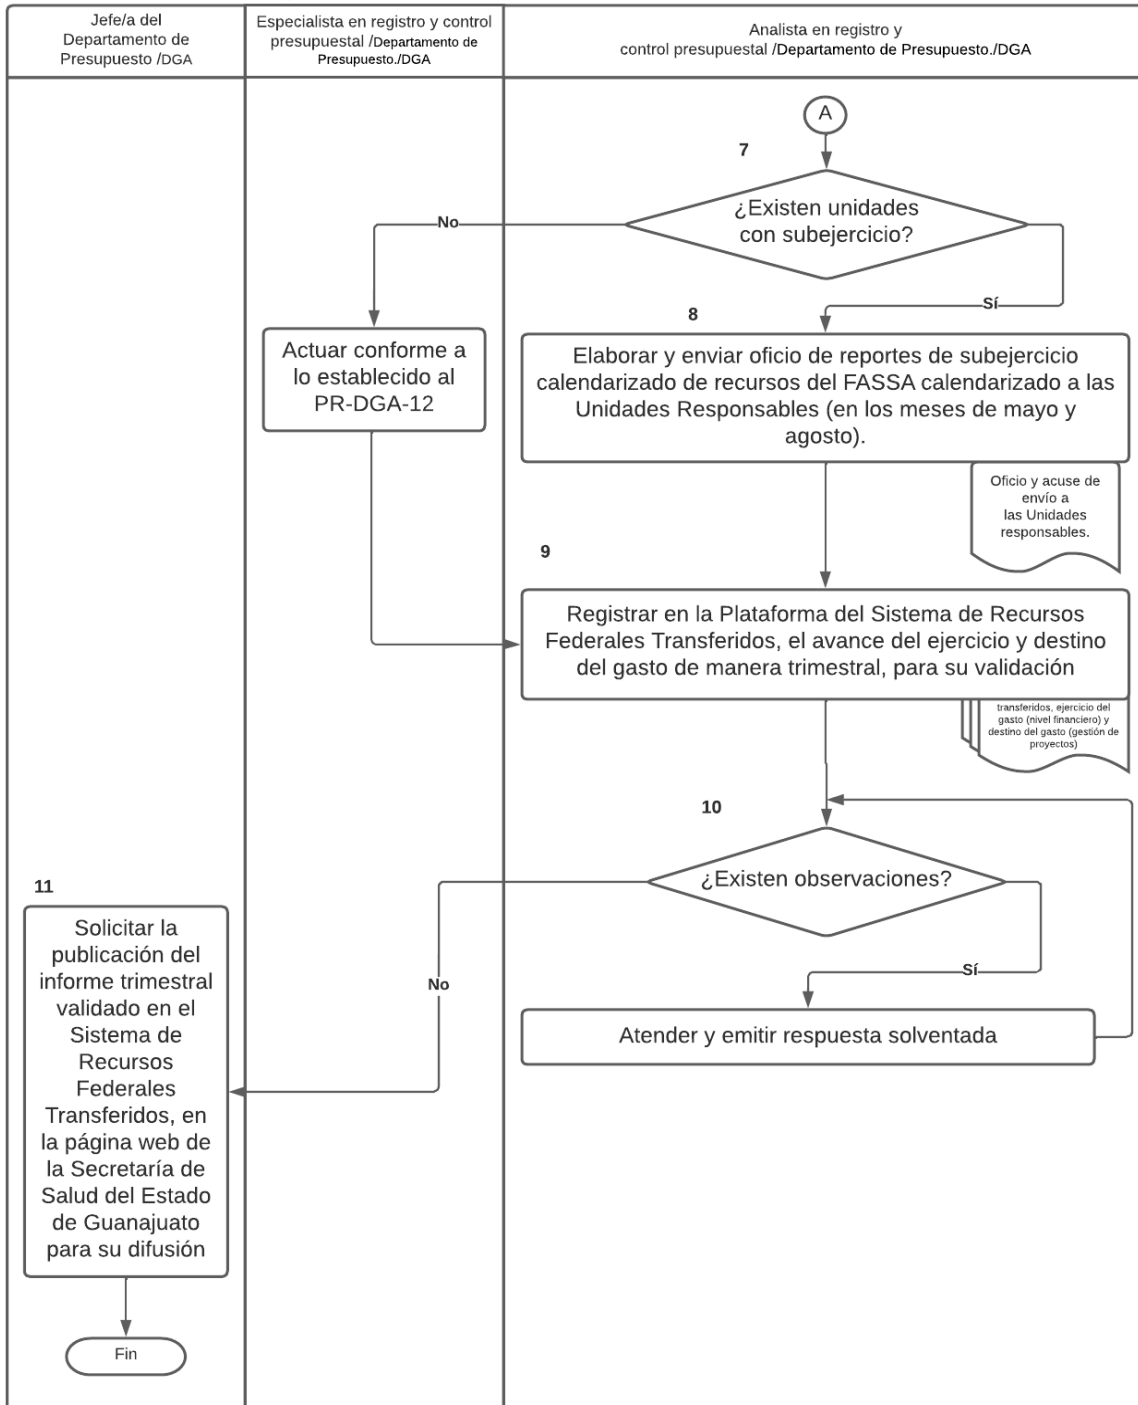 Jefe/a del
Departamento de
Presupuesto /DGA
Especialista en registro y control
presupuestal /Departamento de
Presupuesto./DGA
Analista en registro y
control presupuestal /Departamento de Presupuesto./DGA
A
7
¿Existen unidades
con subejercicio?
No
Sí
8
Actuar conforme a
lo establecido al
PR-DGA-12
Elaborar y enviar oficio de reportes de subejercicio
calendarizado de recursos del FASSA calendarizado a las
Unidades Responsables (en los meses de mayo y
agosto).
Oficio y acuse de
envío a
las Unidades
responsables.
9
Registrar en la Plataforma del Sistema de Recursos
Federales Transferidos, el avance del ejercicio y destino
del gasto de manera trimestral, para su validación
transferidos, ejercicio del
gasto (nivel financiero) y
destino del gasto (gestión de
proyectos)
10
¿Existen observaciones?
Sí
No
Atender y emitir respuesta solventada
11
Solicitar la
publicación del
informe trimestral
validado en el
Sistema de
Recursos
Federales
Transferidos, en
la página web de
la Secretaría de
Salud del Estado
de Guanajuato
para su difusión
Fin